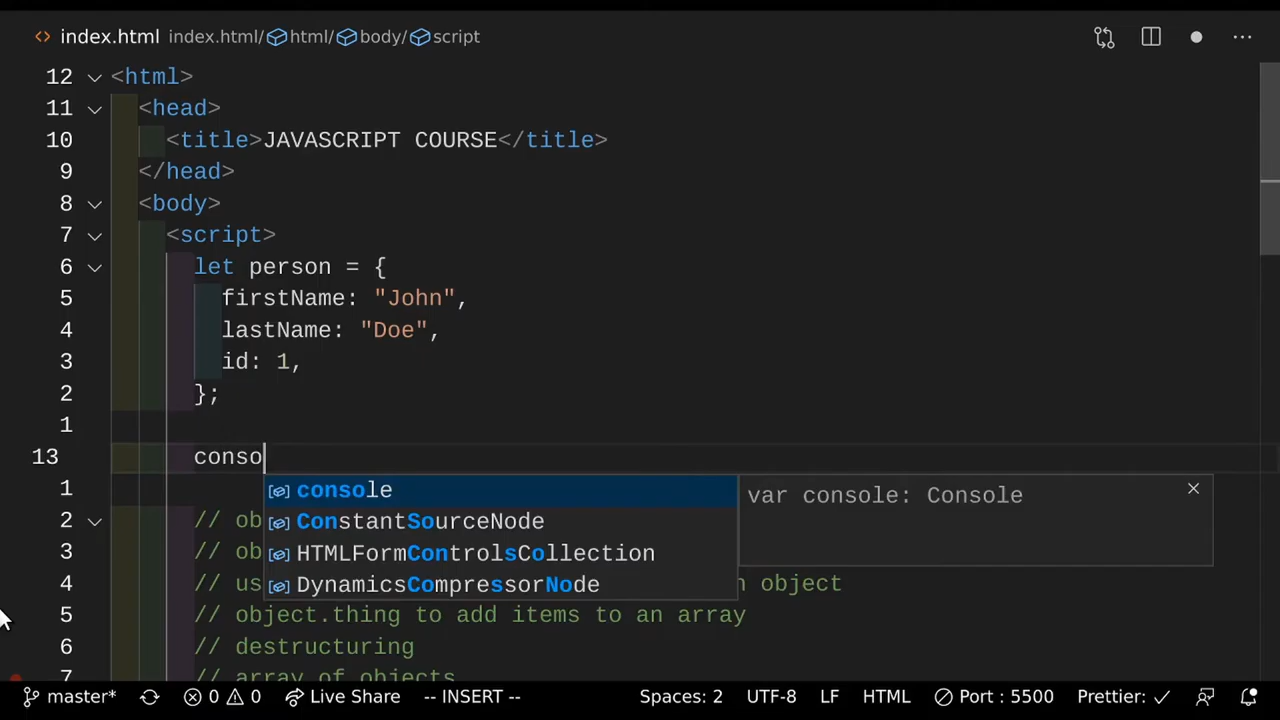 index.html index.html/html/body/script
12 <html>
11 <head>
10 <title>JAVASCRIPT COURSE</title>
9 </head>
8 <body>
7 <script>
6 let person = {
5 firstName: "John",
4 lastName: "Doe",
3 id: 1,
2 };
1
13 conso
1 console var console: Console
2 // ob ConstantSourceNode
3 // ob HTMLFormControlsCollection
4 // us DynamicsCompressorNode object
5 // object.thing to add items to an array
6 // destructuring
7 // array of objects
master* 0 0 Live Share -- INSERT -- Spaces: 2 UTF-8 LF HTML Port : 5500 Prettier: